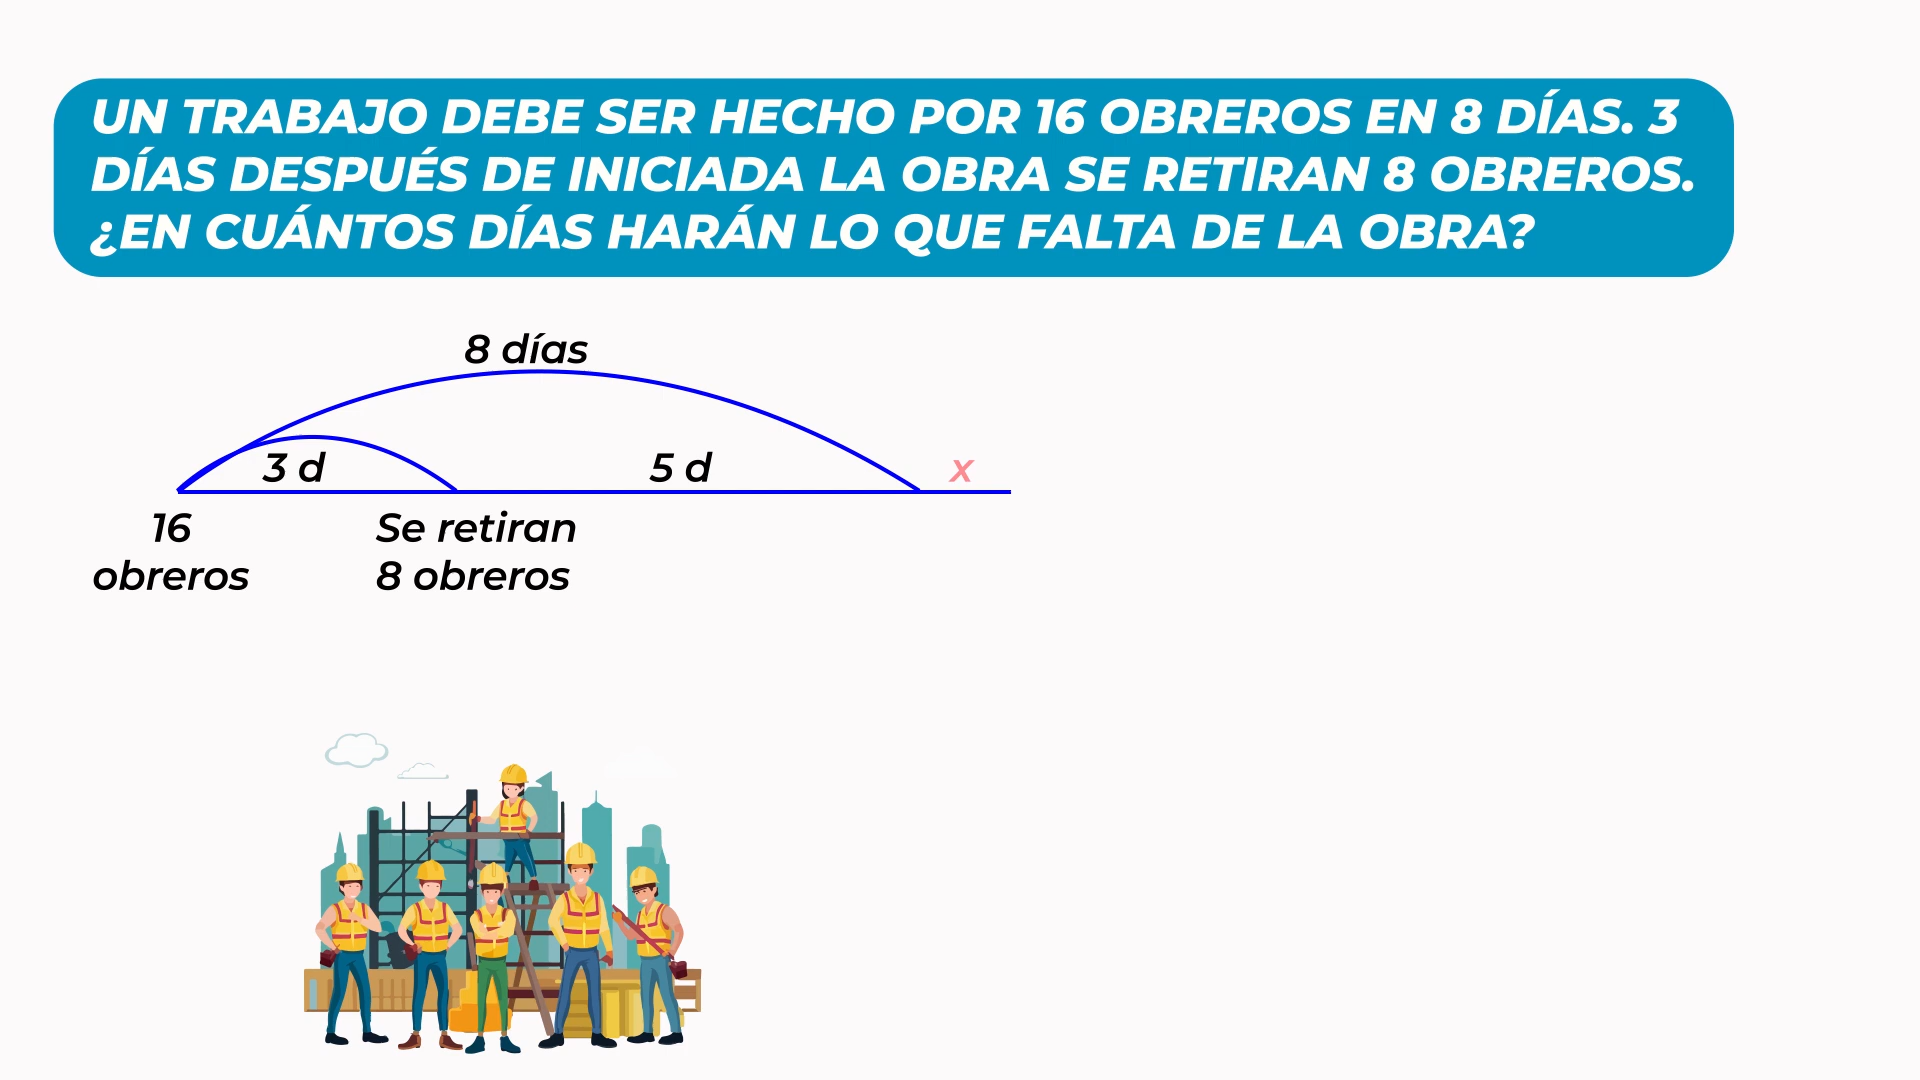 UN TRABAJO DEBE SER HECHO POR 16 OBREROS EN 8 DÍAS. 3
DÍAS DESPUÉS DE INICIADA LA OBRA SE RETIRAN 8 OBREROS.
¿EN CUÁNTOS DÍAS HARÁN LO QUE FALTA DE LA OBRA?
8 días
3 d
5 d
x
16
obreros
Se retiran
8 obreros